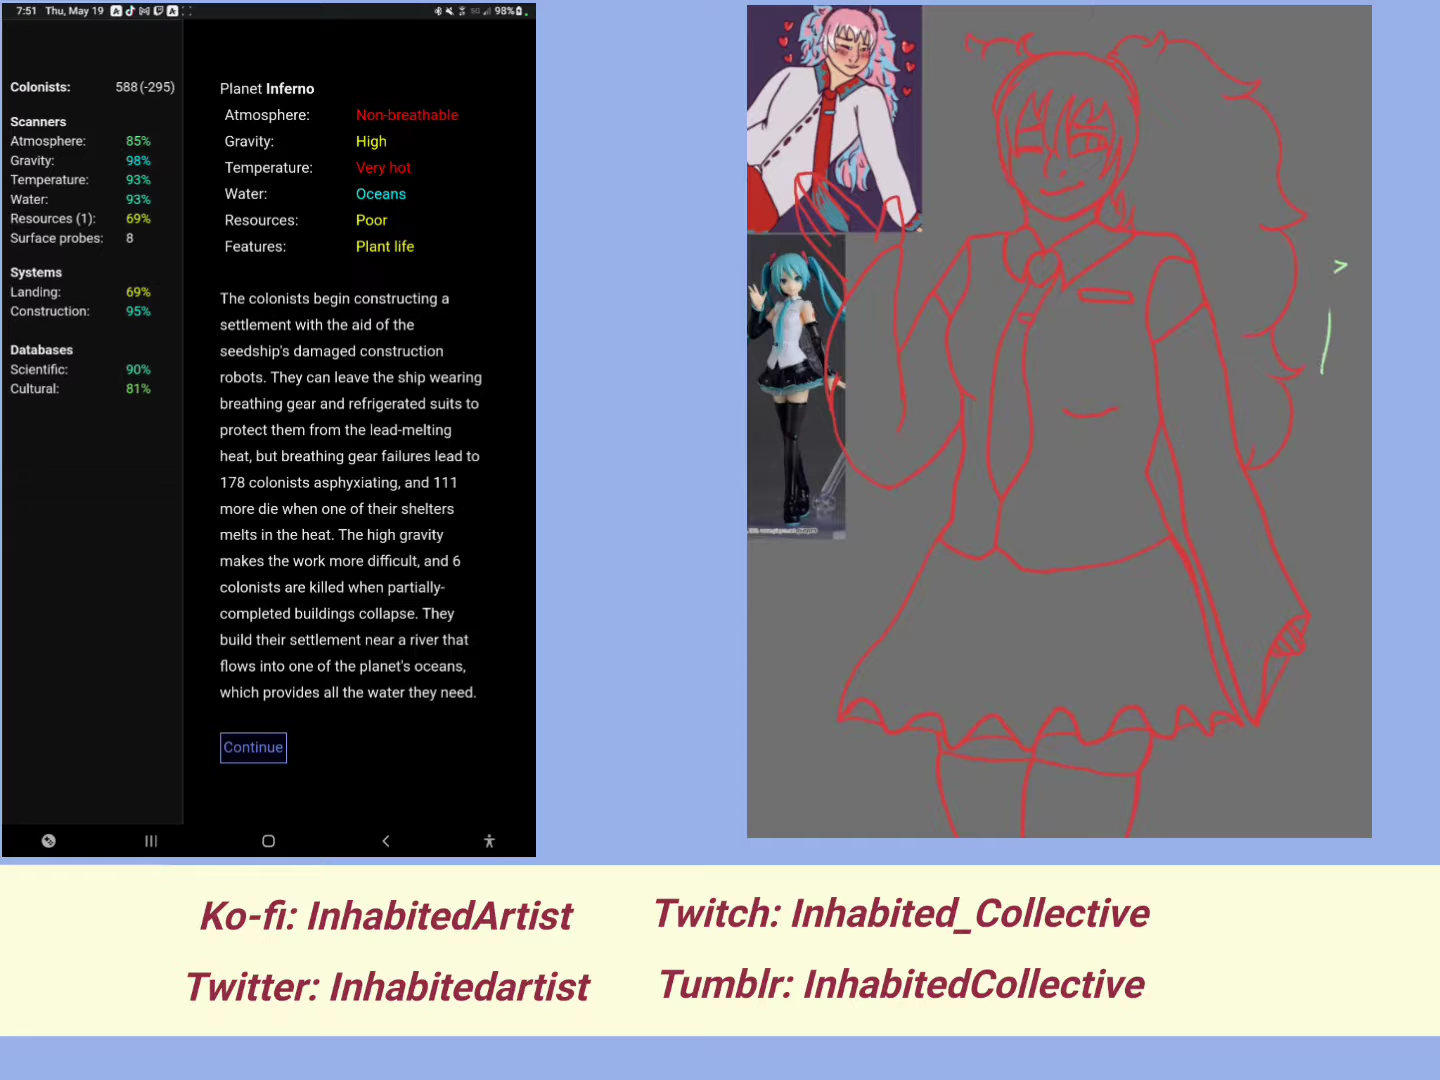 7:51 Thu, May 19
98%
Colonists: 588 (-295)
Scanners
Atmosphere: 85%
Gravity: 98%
Temperature: 93%
Water: 93%
Resources (1): 69%
Surface probes: 8
Systems
Landing: 69%
Construction: 95%
Databases
Scientific: 90%
Cultural: 81%
Planet Inferno
Atmosphere: Non-breathable
Gravity: High
Temperature: Very hot
Water: Oceans
Resources: Poor
Features: Plant life
The colonists begin constructing a
settlement with the aid of the
seedship's damaged construction
robots. They can leave the ship wearing
breathing gear and refrigerated suits to
protect them from the lead-melting
heat, but breathing gear failures lead to
178 colonists asphyxiating, and 111
more die when one of their shelters
melts in the heat. The high gravity
makes the work more difficult, and 6
colonists are killed when partially-
completed buildings collapse. They
build their settlement near a river that
flows into one of the planet's oceans,
which provides all the water they need.
Continue
Ko-fi: InhabitedArtist
Twitch: Inhabited_Collective
Twitter: Inhabitedartist
Tumblr: InhabitedCollective